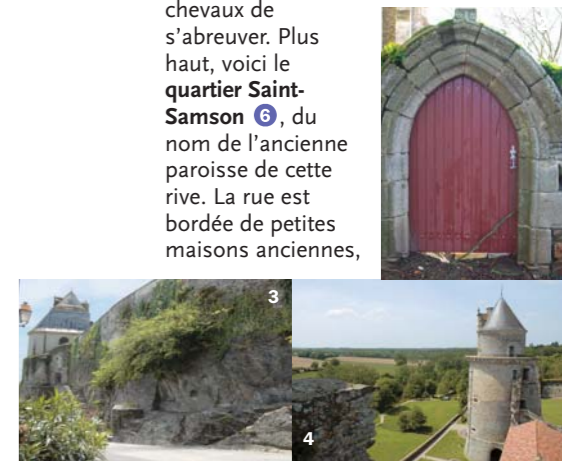 chevaux de
s’abreuver. Plus
haut, voici le
quartier Saint-
Samson 6, du
nom de l’ancienne
paroisse de cette
rive. La rue est
bordée de petites
maisons anciennes,
3
4